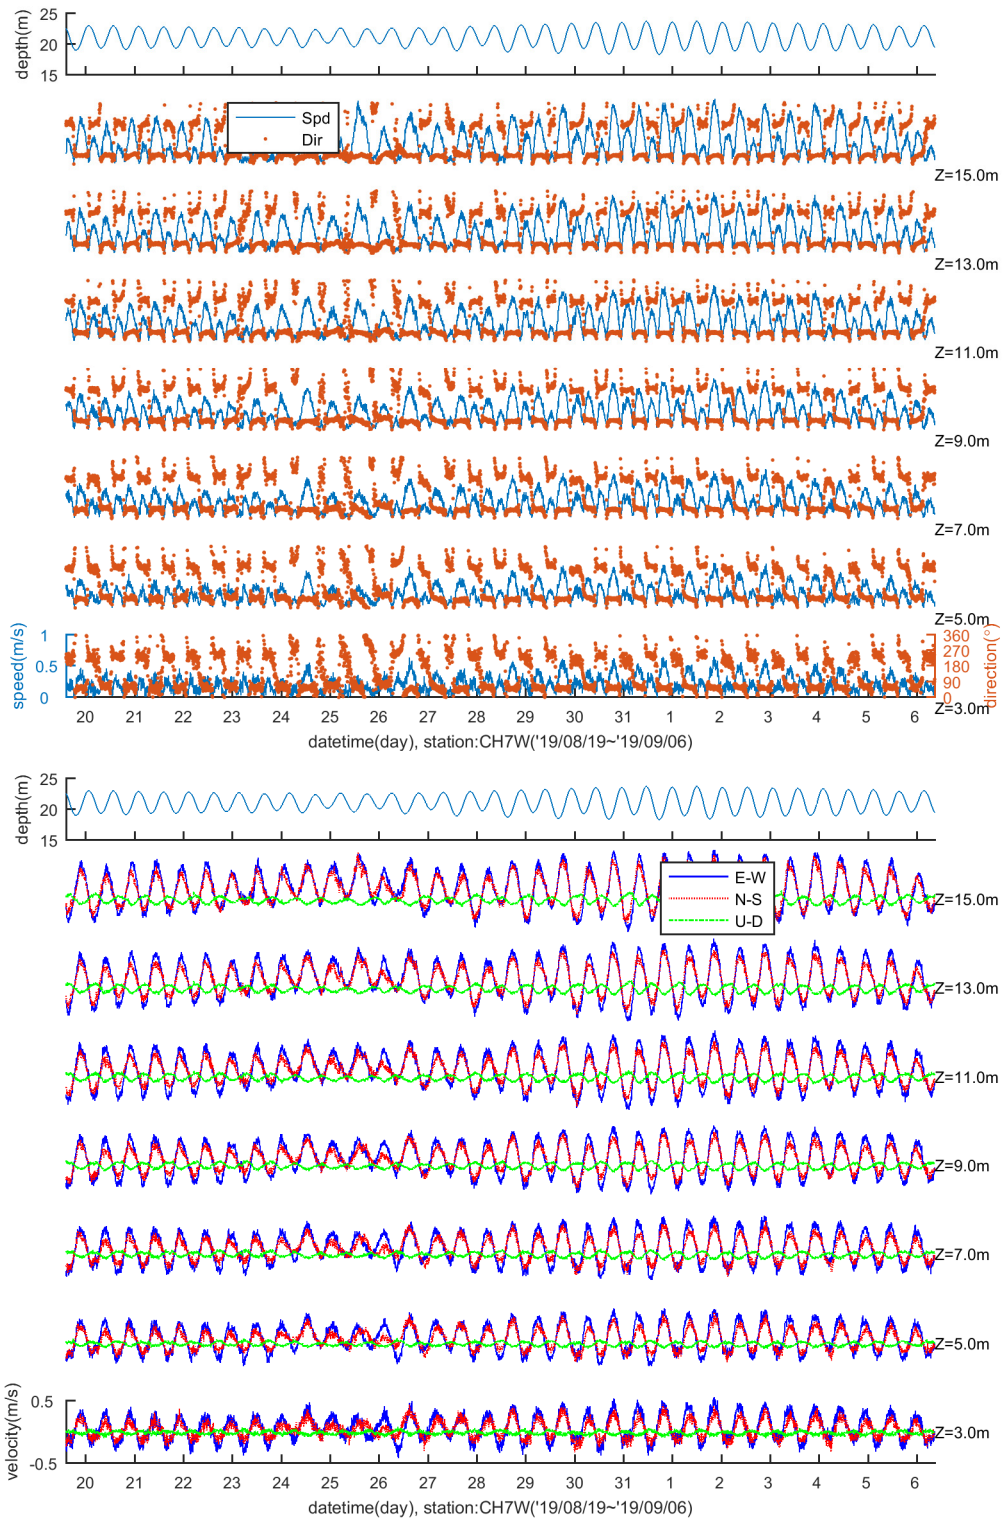 depth(m)
25
20
15
Spd
Dir
Z=15.0m
Z=13.0m
Z=11.0m
Z=9.0m
Z=7.0m
Z=5.0m
speed(m/s)
1
0.5
0
360
270
180
90
0
direction(°)
Z=3.0m
20 21 22 23 24 25 26 27 28 29 30 31 1 2 3 4 5 6
datetime(day), station:CH7W('19/08/19~'19/09/06)
depth(m)
25
20
15
E-W
N-S
U-D
Z=15.0m
Z=13.0m
Z=11.0m
Z=9.0m
Z=7.0m
Z=5.0m
velocity(m/s)
0.5
-0.5
Z=3.0m
20 21 22 23 24 25 26 27 28 29 30 31 1 2 3 4 5 6
datetime(day), station:CH7W('19/08/19~'19/09/06)